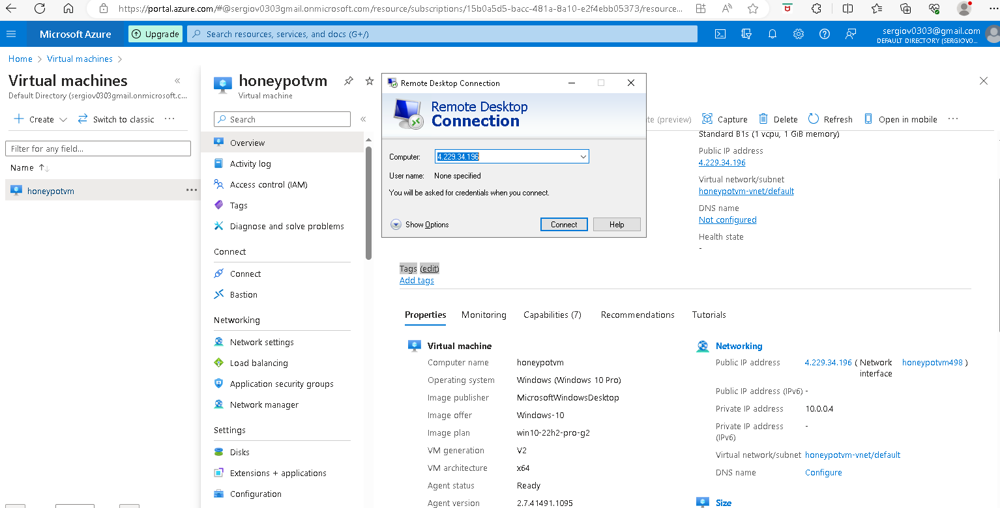 https://portal.azure.com/#@sergiov0303gmail.onmicrosoft.com/resource/subscriptions/15b0a5d5-bacc-481a-8a10-e2f4ebb05373/resource...
Microsoft Azure
Upgrade
Search resources, services, and docs (G+/)
sergiov0303@gmail.com
DEFAULT DIRECTORY (SERGIOV0...
Home > Virtual machines >
Virtual machines
Default Directory (sergiov0303gmail.onmicrosoft.c...
Create
Switch to classic
...
Filter for any field...
Name
honeypotvm
honeypotvm
Virtual machine
Search
Overview
Activity log
Access control (IAM)
Tags
Diagnose and solve problems
Connect
Connect
Bastion
Networking
Network settings
Load balancing
Application security groups
Network manager
Settings
Disks
Extensions + applications
Configuration
Remote Desktop Connection
Remote Desktop
Connection
Computer: 4.229.34.196
User name: None specified
You will be asked for credentials when you connect.
Show Options
Connect
Help
te (preview)
Capture
Delete
Refresh
Open in mobile
...
Standard B1s (1 vcpu, 1 GiB memory)
Public IP address
4.229.34.196
Virtual network/subnet
honeypotvm-vnet/default
DNS name
Not configured
Health state
-
Tags (edit)
Add tags
Properties
Monitoring
Capabilities (7)
Recommendations
Tutorials
Virtual machine
Computer name honeypotvm
Operating system Windows (Windows 10 Pro)
Image publisher MicrosoftWindowsDesktop
Image offer Windows-10
Image plan win10-22h2-pro-g2
VM generation V2
VM architecture x64
Agent status Ready
Agent version 2.7.41491.1095
Networking
Public IP address 4.229.34.196 ( Network interface honeypotvm498 )
Public IP address (IPv6) -
Private IP address 10.0.0.4
Private IP address (IPv6) -
Virtual network/subnet honeypotvm-vnet/default
DNS name Configure
Size